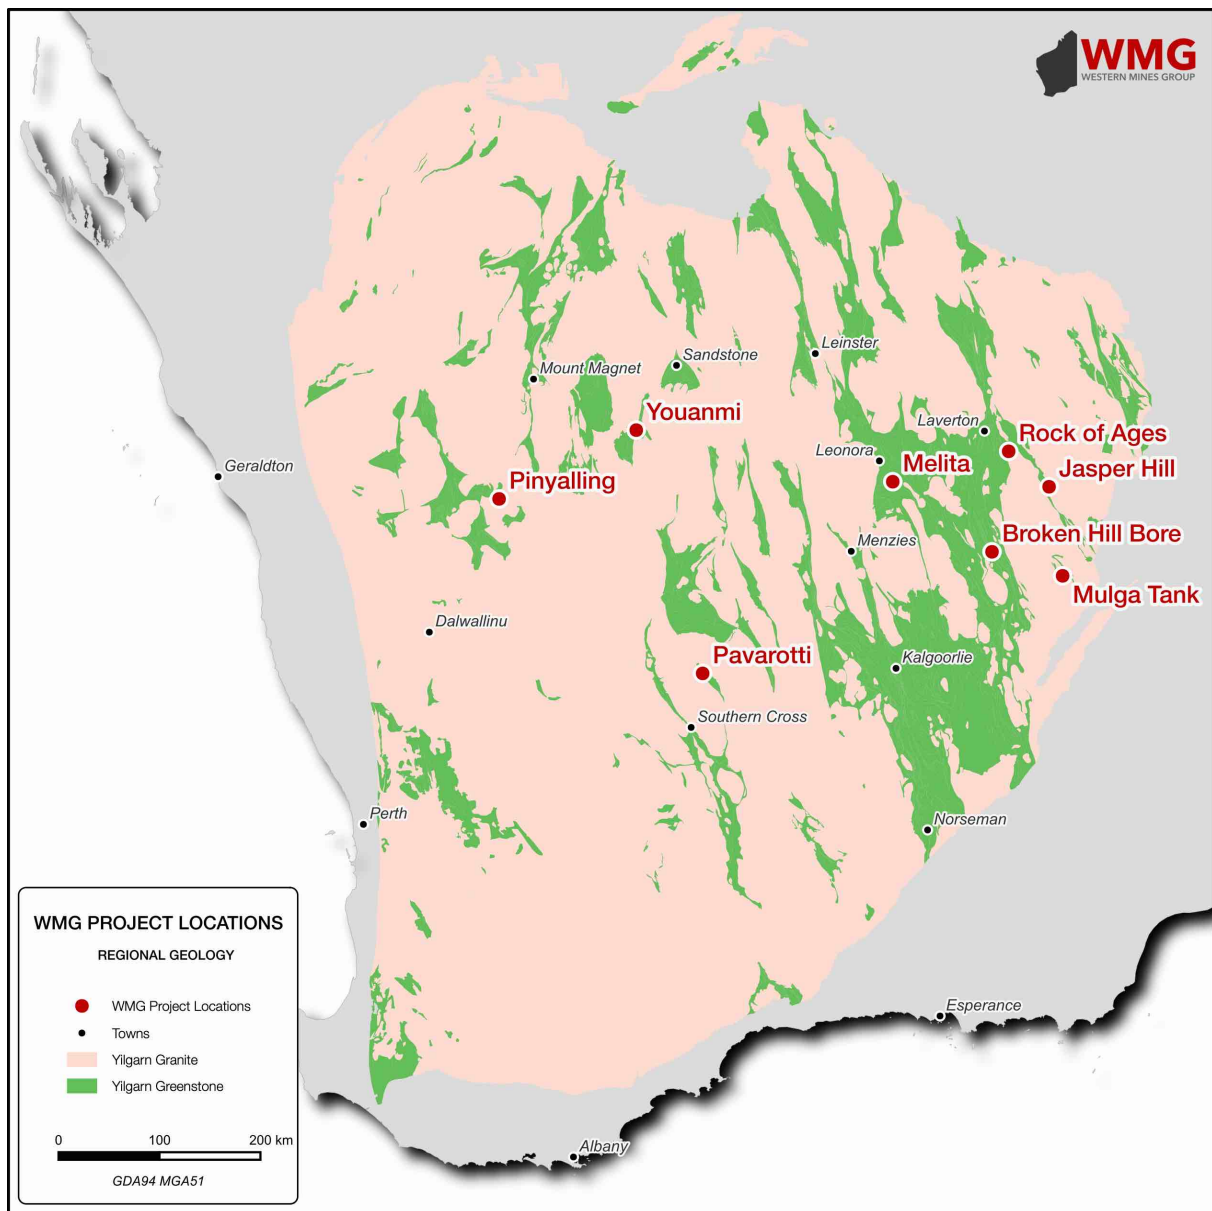 WMG
WESTERN MINES GROUP
Sandstone
Leinster
Mount Magnet
Youanmi
Laverton
Rock of Ages
Geraldton
Leonora
Melita
Jasper Hill
Pinyalling
Menzies
Broken Hill Bore
Mulga Tank
Dalwallinu
Pavarotti
Kalgoorlie
Southern Cross
Perth
Norseman
Esperance
Albany
WMG PROJECT LOCATIONS
REGIONAL GEOLOGY
WMG Project Locations
Towns
Yilgarn Granite
Yilgarn Greenstone
0 100 200 km
GDA94 MGA51